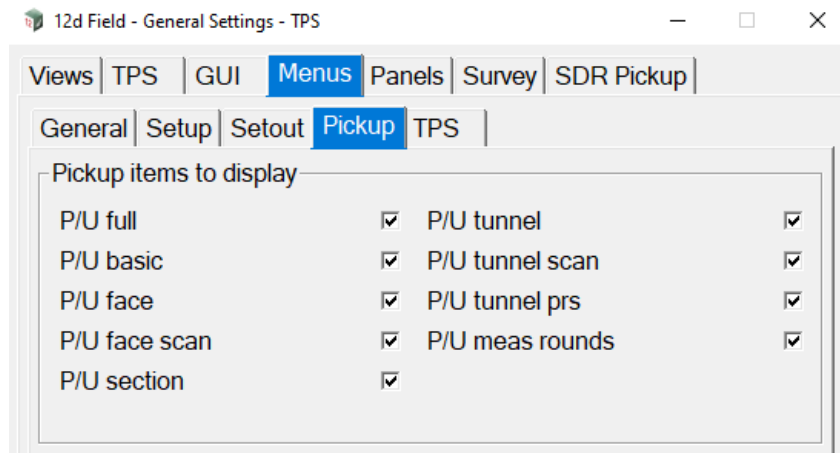 12d Field - General Settings - TPS
Views TPS GUI Menus Panels Survey SDR Pickup
General Setup Setout Pickup TPS
Pickup items to display
P/U full P/U tunnel
P/U basic P/U tunnel scan
P/U face P/U tunnel prs
P/U face scan P/U meas rounds
P/U section